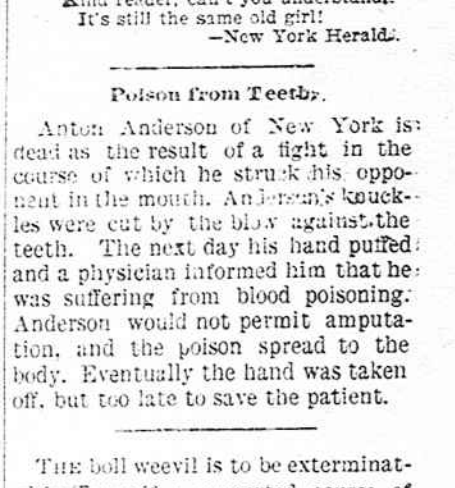 Kind reader, can't you understand.
It's still the same old girl!
—New York Herald.
Poison from Teeth.
Anton Anderson of New York is
dead as the result of a fight in the
course of which he struck his oppo-
nent in the mouth. Anderson's knuck-
les were cut by the blow against the
teeth. The next day his hand puffed
and a physician informed him that he
was suffering from blood poisoning.
Anderson would not permit amputa-
tion, and the poison spread to the
body. Eventually the hand was taken
off, but too late to save the patient.
THE boll weevil is to be exterminat-